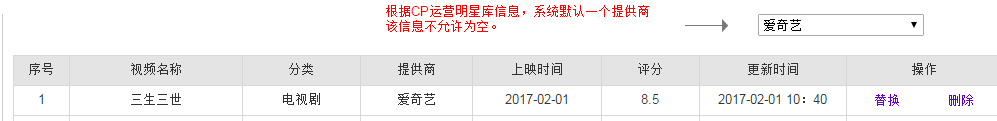 根据CP运营明星库信息，系统默认一个提供商
该信息不允许为空。
爱奇艺
序号 视频名称 分类 提供商 上映时间 评分 更新时间 操作
1 三生三世 电视剧 爱奇艺 2017-02-01 8.5 2017-02-01 10：40 替换 删除